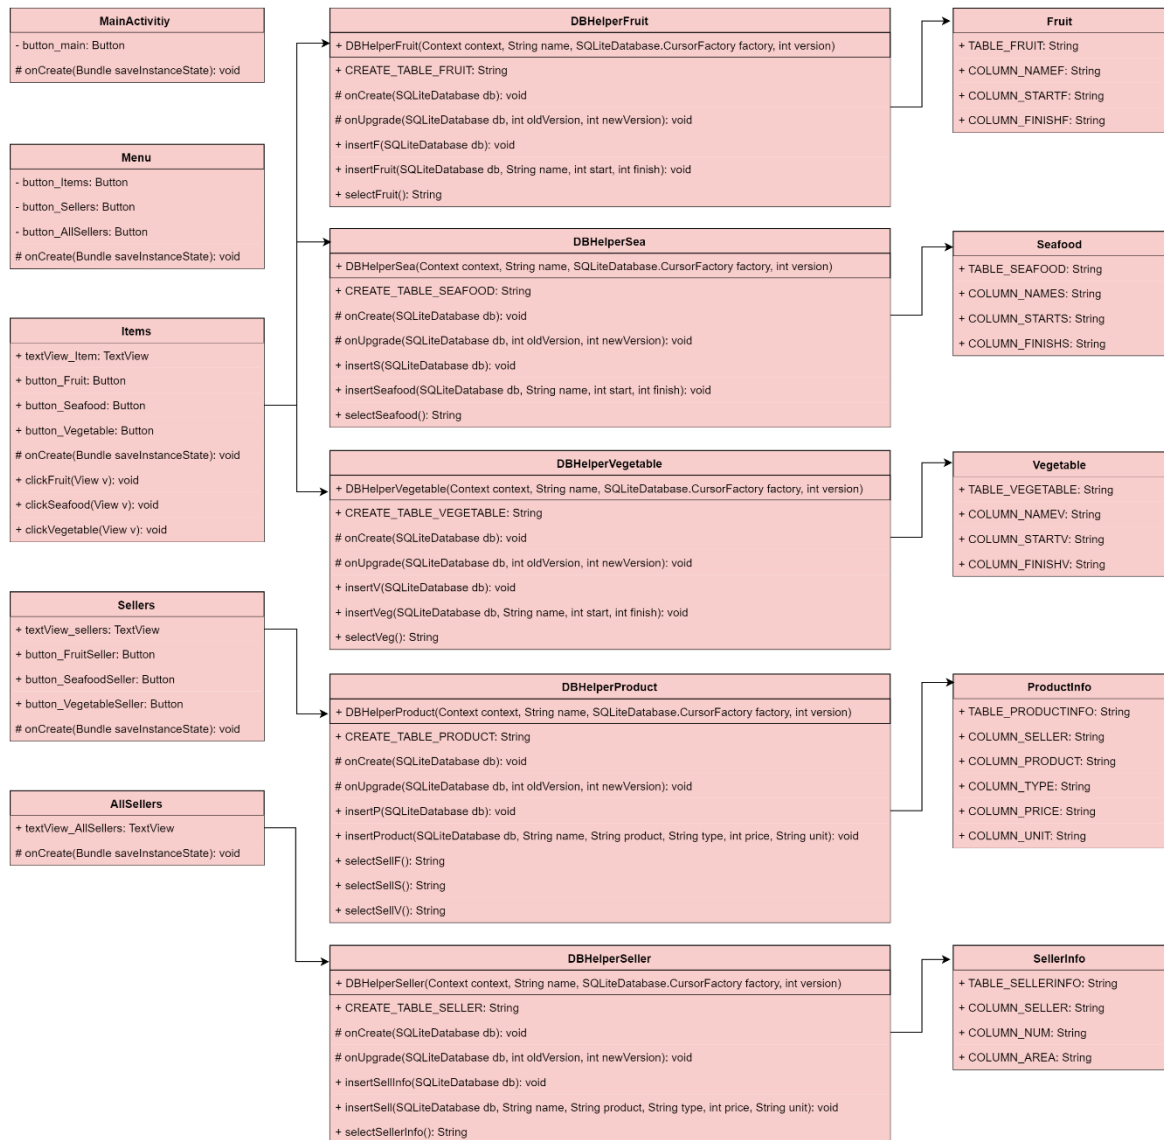 MainActivitiy
- button_main: Button
# onCreate(Bundle saveInstanceState): void
Menu
- button_Items: Button
- button_Sellers: Button
- button_AllSellers: Button
# onCreate(Bundle saveInstanceState): void
Items
+ textView_Item: TextView
+ button_Fruit: Button
+ button_Seafood: Button
+ button_Vegetable: Button
# onCreate(Bundle saveInstanceState): void
+ clickFruit(View v): void
+ clickSeafood(View v): void
+ clickVegetable(View v): void
Sellers
+ textView_sellers: TextView
+ button_FruitSeller: Button
+ button_SeafoodSeller: Button
+ button_VegetableSeller: Button
# onCreate(Bundle saveInstanceState): void
AllSellers
+ textView_AllSellers: TextView
# onCreate(Bundle saveInstanceState): void
DBHelperFruit
+ DBHelperFruit(Context context, String name, SQLiteDatabase.CursorFactory factory, int version)
+ CREATE_TABLE_FRUIT: String
# onCreate(SQLiteDatabase db): void
# onUpgrade(SQLiteDatabase db, int oldVersion, int newVersion): void
+ insertF(SQLiteDatabase db): void
+ insertFruit(SQLiteDatabase db, String name, int start, int finish): void
+ selectFruit(): String
DBHelperSea
+ DBHelperSea(Context context, String name, SQLiteDatabase.CursorFactory factory, int version)
+ CREATE_TABLE_SEAFOOD: String
# onCreate(SQLiteDatabase db): void
# onUpgrade(SQLiteDatabase db, int oldVersion, int newVersion): void
+ insertS(SQLiteDatabase db): void
+ insertSeafood(SQLiteDatabase db, String name, int start, int finish): void
+ selectSeafood(): String
DBHelperVegetable
+ DBHelperVegetable(Context context, String name, SQLiteDatabase.CursorFactory factory, int version)
+ CREATE_TABLE_VEGETABLE: String
# onCreate(SQLiteDatabase db): void
# onUpgrade(SQLiteDatabase db, int oldVersion, int newVersion): void
+ insertV(SQLiteDatabase db): void
+ insertVeg(SQLiteDatabase db, String name, int start, int finish): void
+ selectVeg(): String
DBHelperProduct
+ DBHelperProduct(Context context, String name, SQLiteDatabase.CursorFactory factory, int version)
+ CREATE_TABLE_PRODUCT: String
# onCreate(SQLiteDatabase db): void
# onUpgrade(SQLiteDatabase db, int oldVersion, int newVersion): void
+ insertP(SQLiteDatabase db): void
+ insertProduct(SQLiteDatabase db, String name, String product, String type, int price, String unit): void
+ selectSellF(): String
+ selectSellS(): String
+ selectSellV(): String
DBHelperSeller
+ DBHelperSeller(Context context, String name, SQLiteDatabase.CursorFactory factory, int version)
+ CREATE_TABLE_SELLER: String
# onCreate(SQLiteDatabase db): void
# onUpgrade(SQLiteDatabase db, int oldVersion, int newVersion): void
+ insertSellInfo(SQLiteDatabase db): void
+ insertSell(SQLiteDatabase db, String name, String product, String type, int price, String unit): void
+ selectSellerInfo(): String
Fruit
+ TABLE_FRUIT: String
+ COLUMN_NAMEF: String
+ COLUMN_STARTF: String
+ COLUMN_FINISHF: String
Seafood
+ TABLE_SEAFOOD: String
+ COLUMN_NAMES: String
+ COLUMN_STARTS: String
+ COLUMN_FINISHS: String
Vegetable
+ TABLE_VEGETABLE: String
+ COLUMN_NAMEV: String
+ COLUMN_STARTV: String
+ COLUMN_FINISHV: String
ProductInfo
+ TABLE_PRODUCTINFO: String
+ COLUMN_SELLER: String
+ COLUMN_PRODUCT: String
+ COLUMN_TYPE: String
+ COLUMN_PRICE: String
+ COLUMN_UNIT: String
SellerInfo
+ TABLE_SELLERINFO: String
+ COLUMN_SELLER: String
+ COLUMN_NUM: String
+ COLUMN_AREA: String